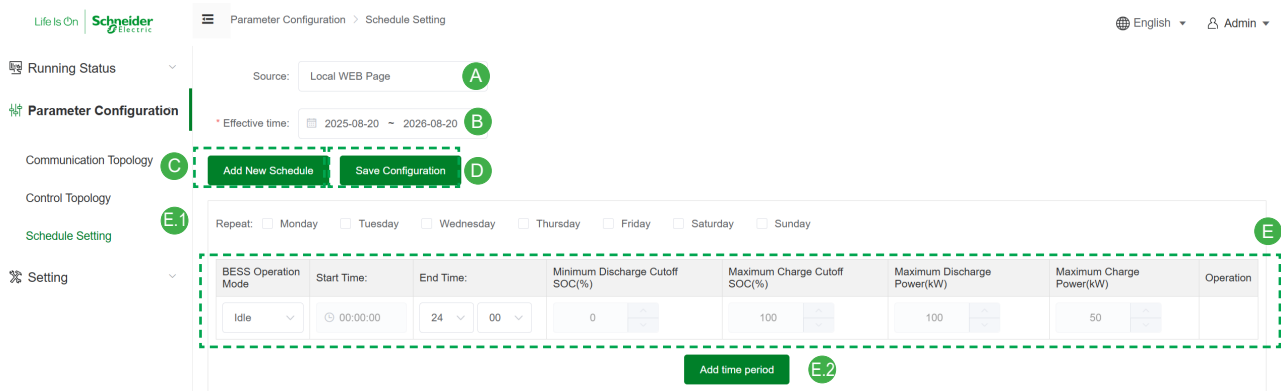 Life Is On Schneider Electric
Parameter Configuration > Schedule Setting
English
Admin
Running Status
Source: Local WEB Page A
Parameter Configuration
* Effective time: 2025-08-20 ~ 2026-08-20 B
Communication Topology
C Add New Schedule Save Configuration D
Control Topology
E.1
Schedule Setting
Repeat: Monday Tuesday Wednesday Thursday Friday Saturday Sunday
E
Setting
BESS Operation Mode Start Time: End Time: Minimum Discharge Cutoff SOC(%) Maximum Charge Cutoff SOC(%) Maximum Discharge Power(kW) Maximum Charge Power(kW) Operation
Idle 00:00:00 24 00 0 100 100 50
Add time period E.2